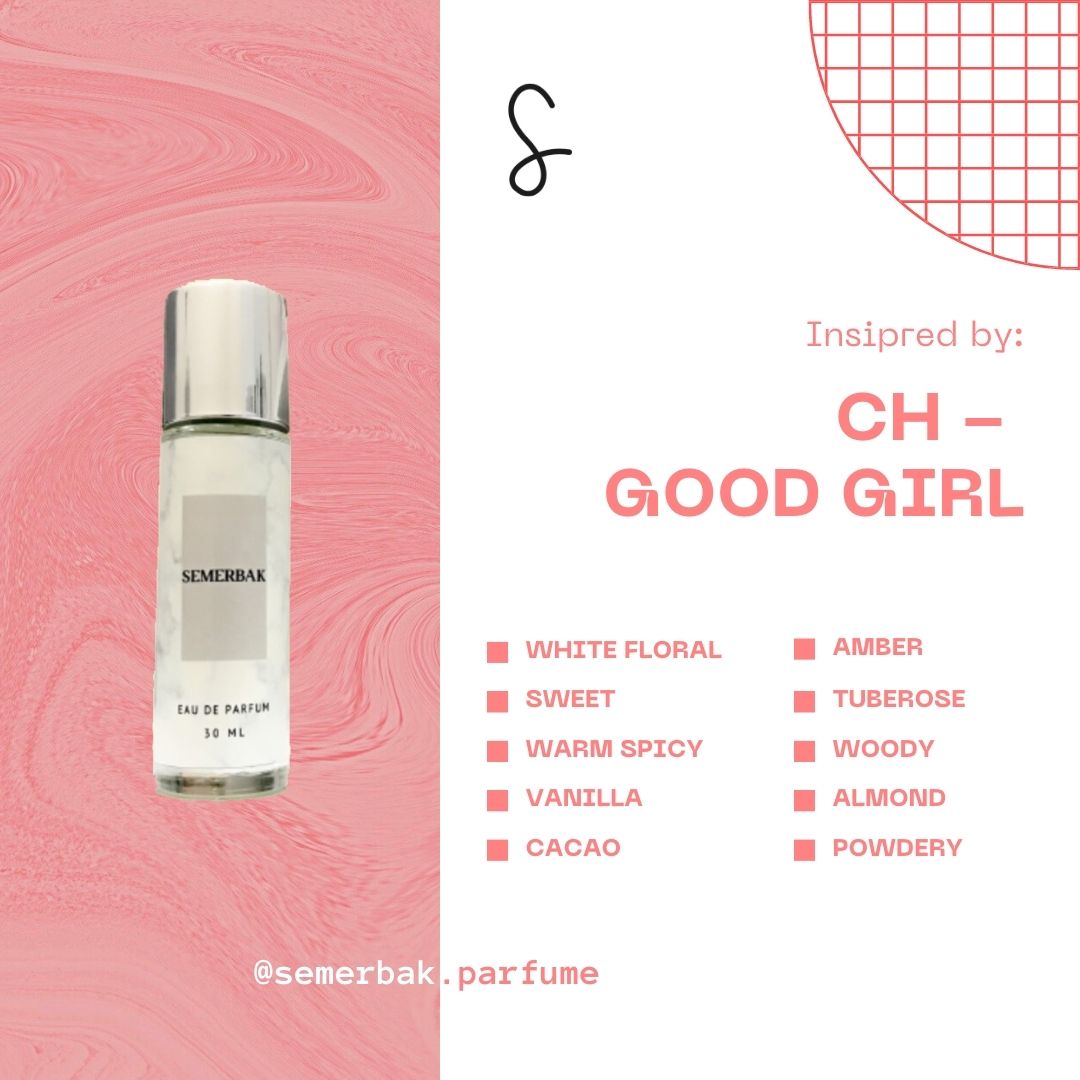 S
SEMERBAK
EAU DE PARFUM
30 ML
Insipred by:
CH –
GOOD GIRL
WHITE FLORAL
SWEET
WARM SPICY
VANILLA
CACAO
AMBER
TUBEROSE
WOODY
ALMOND
POWDERY
@semerbak.parfume